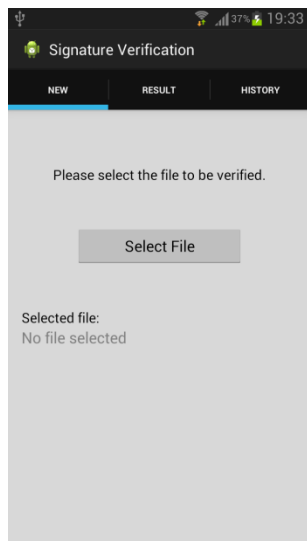 37% 19:33
Signature Verification
NEW RESULT HISTORY
Please select the file to be verified.
Select File
Selected file:
No file selected